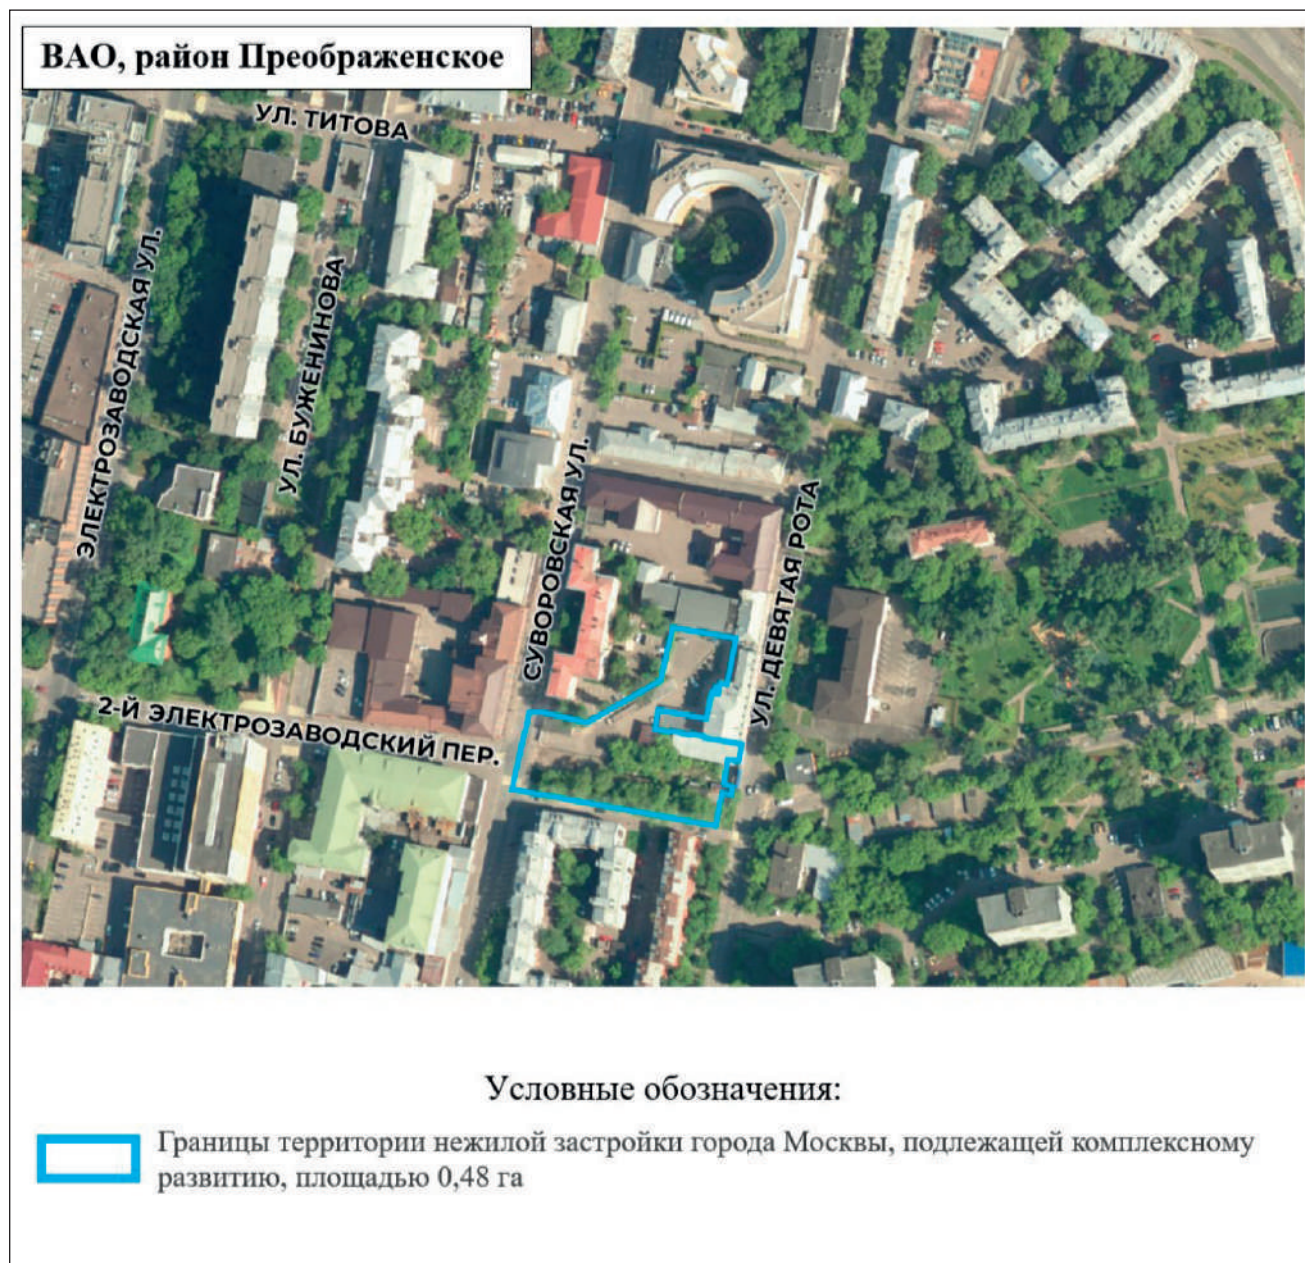 ВАО, район Преображенское
УЛ. ТИТОВА
ЭЛЕКТРОЗАВОДСКАЯ УЛ.
УЛ. БУЖЕНИНОВА
СУВОРОВСКАЯ УЛ.
УЛ. ДЕВЯТАЯ РОТА
2-Й ЭЛЕКТРОЗАВОДСКИЙ ПЕР.
Условные обозначения:
Границы территории нежилой застройки города Москвы, подлежащей комплексному
развитию, площадью 0,48 га